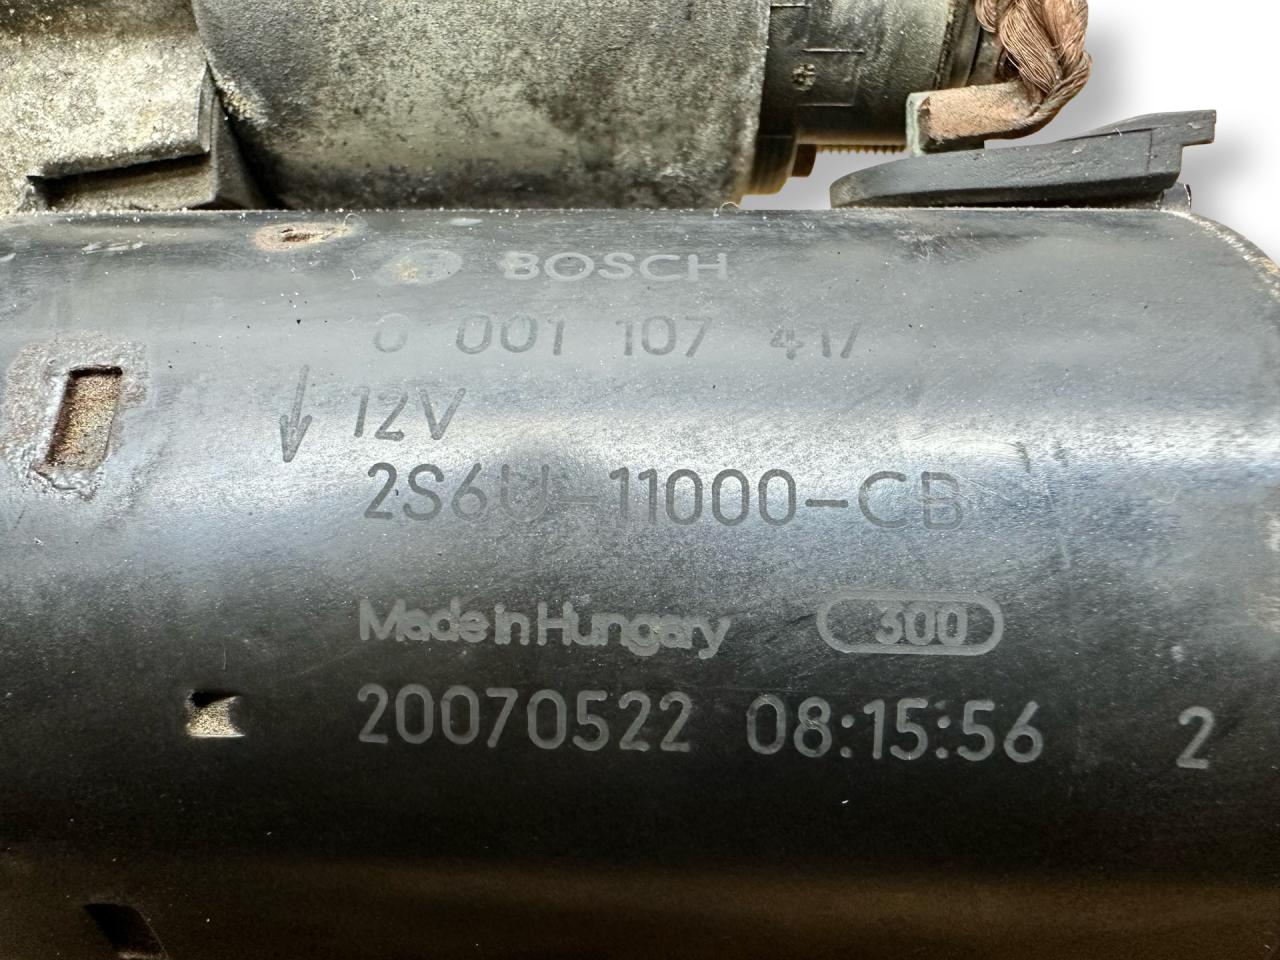 BOSCH
0 001 107 417
12V
2S6U-11000-CB
Made in Hungary 300
20070522 08:15:56 2